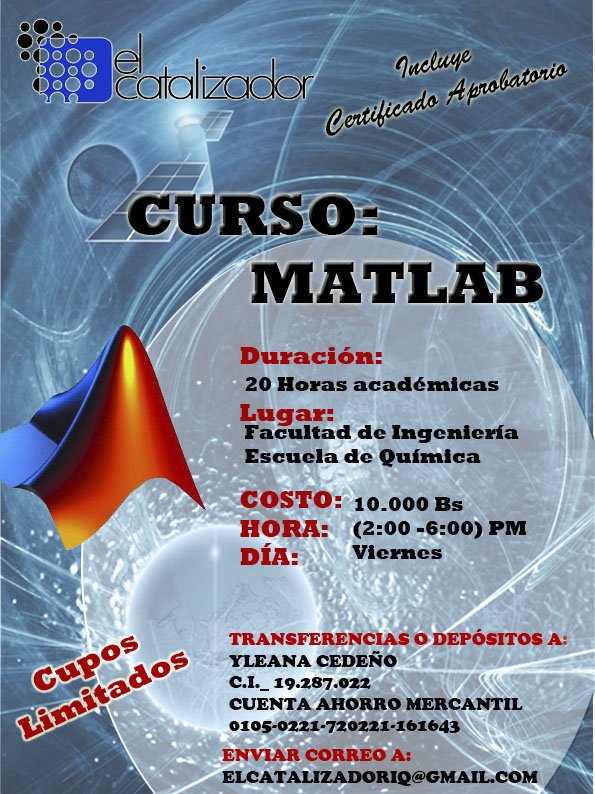 el
catalizador
Incluye
Certificado Aprobatorio
CURSO:
MATLAB
Duración:
20 Horas académicas
Lugar:
Facultad de Ingeniería
Escuela de Química
COSTO: 10.000 Bs
HORA: (2:00 -6:00) PM
DÍA: Viernes
Cupos
Limitados
TRANSFERENCIAS O DEPÓSITOS A:
YLEANA CEDEÑO
C.I._ 19.287.022
CUENTA AHORRO MERCANTIL
0105-0221-720221-161643
ENVIAR CORREO A:
ELCATALIZADORIQ@GMAIL.COM